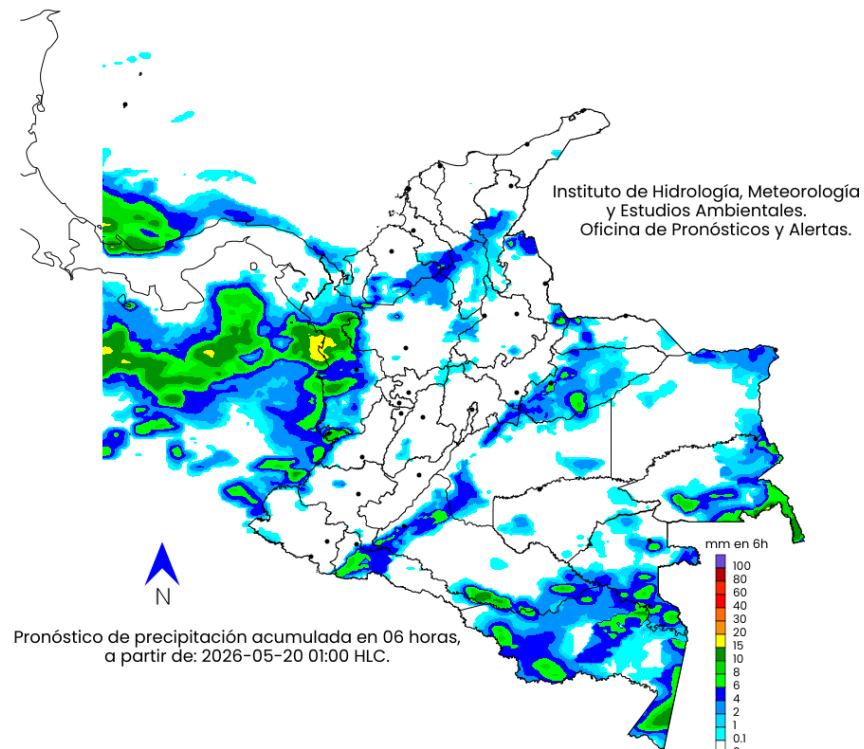 Instituto de Hidrología, Meteorología
y Estudios Ambientales.
Oficina de Pronósticos y Alertas.
N
Pronóstico de precipitación acumulada en 06 horas,
a partir de: 2026-05-20 01:00 HLC.
mm en 6h
100
80
60
40
30
20
15
10
8
6
4
2
1
0.1